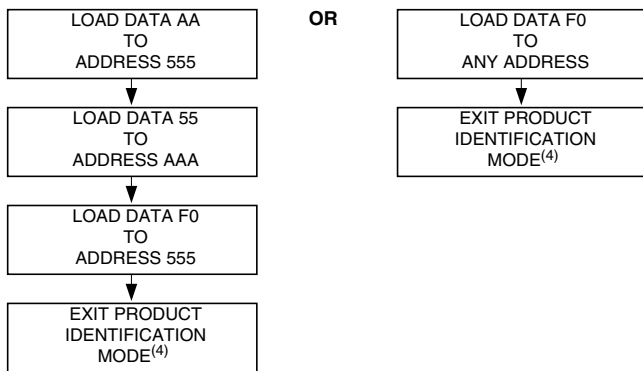 LOAD DATA AA
TO
ADDRESS 555
LOAD DATA 55
TO
ADDRESS AAA
LOAD DATA F0
TO
ADDRESS 555
EXIT PRODUCT
IDENTIFICATION
MODE(4)
OR
LOAD DATA F0
TO
ANY ADDRESS
EXIT PRODUCT
IDENTIFICATION
MODE(4)